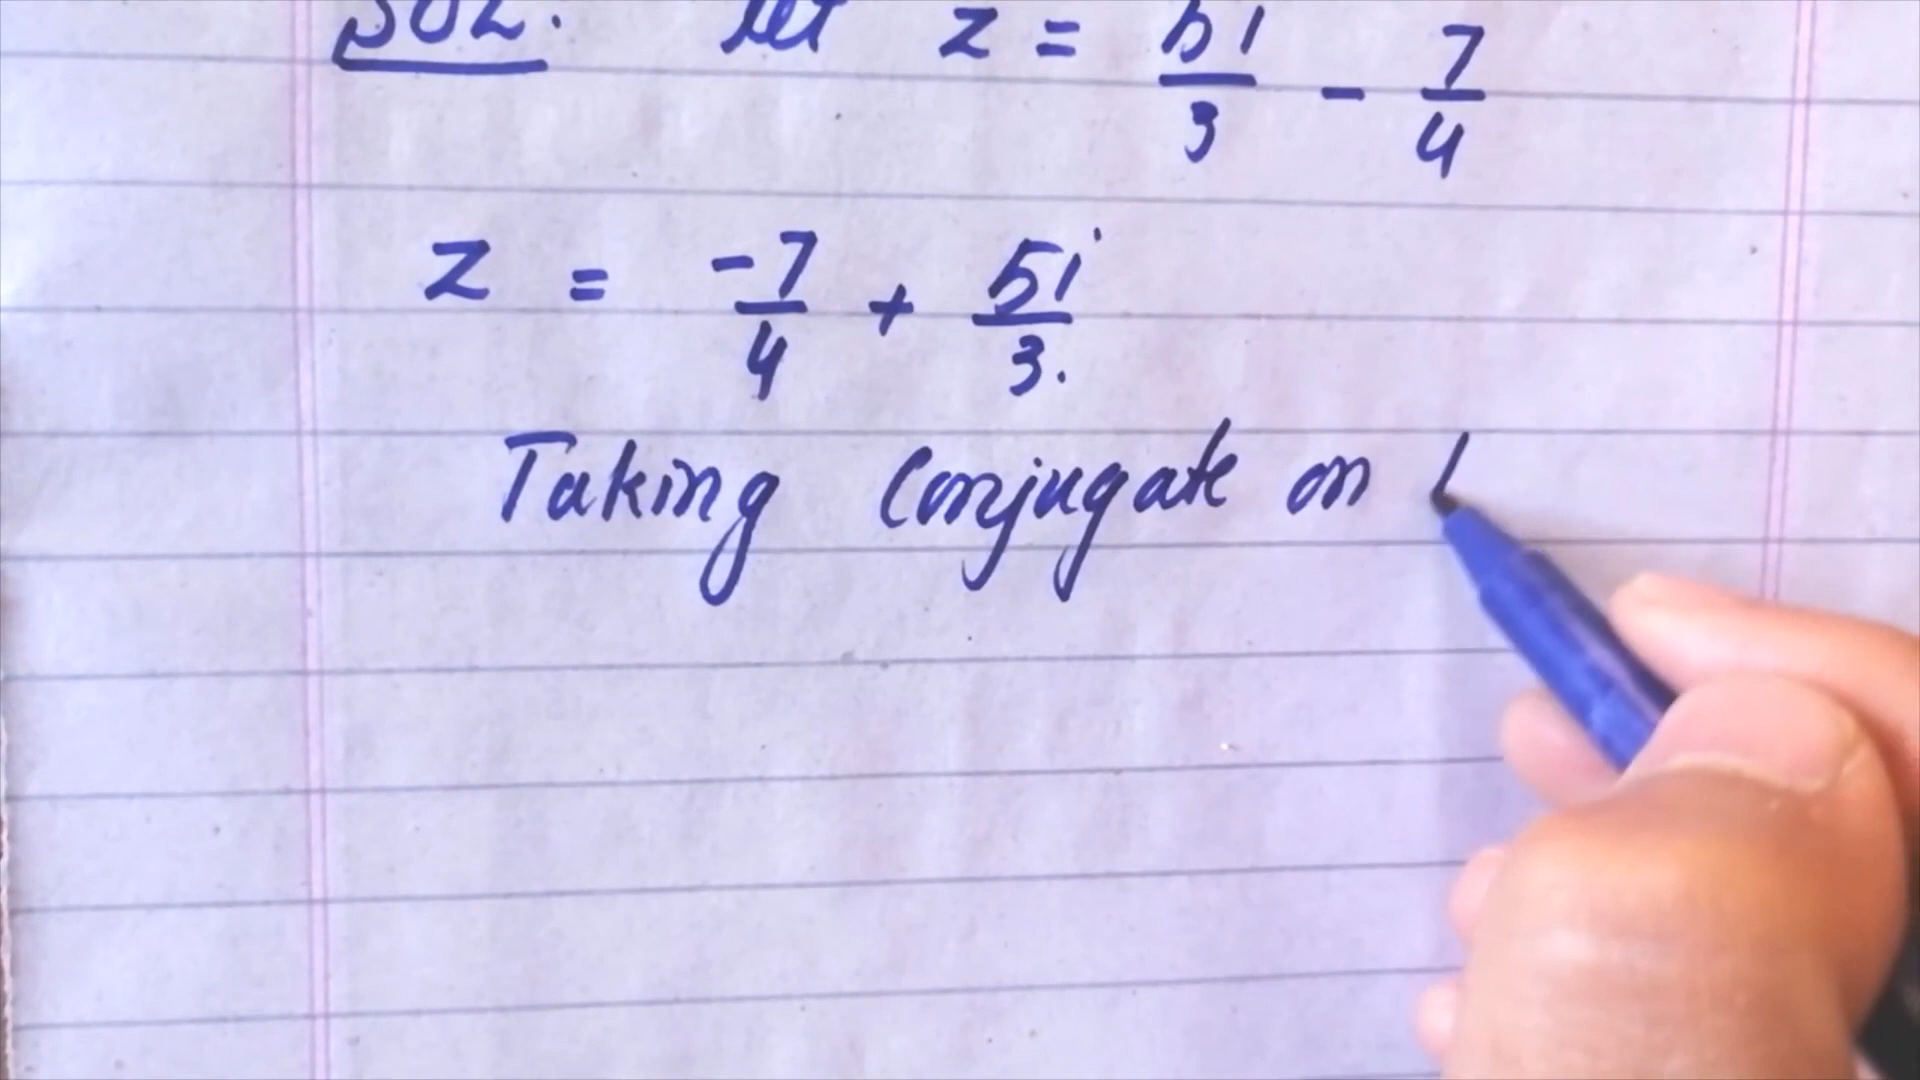 SOL. let z = 5i/3 - 7/4
z = -7/4 + 5i/3.
Taking Conjugate on